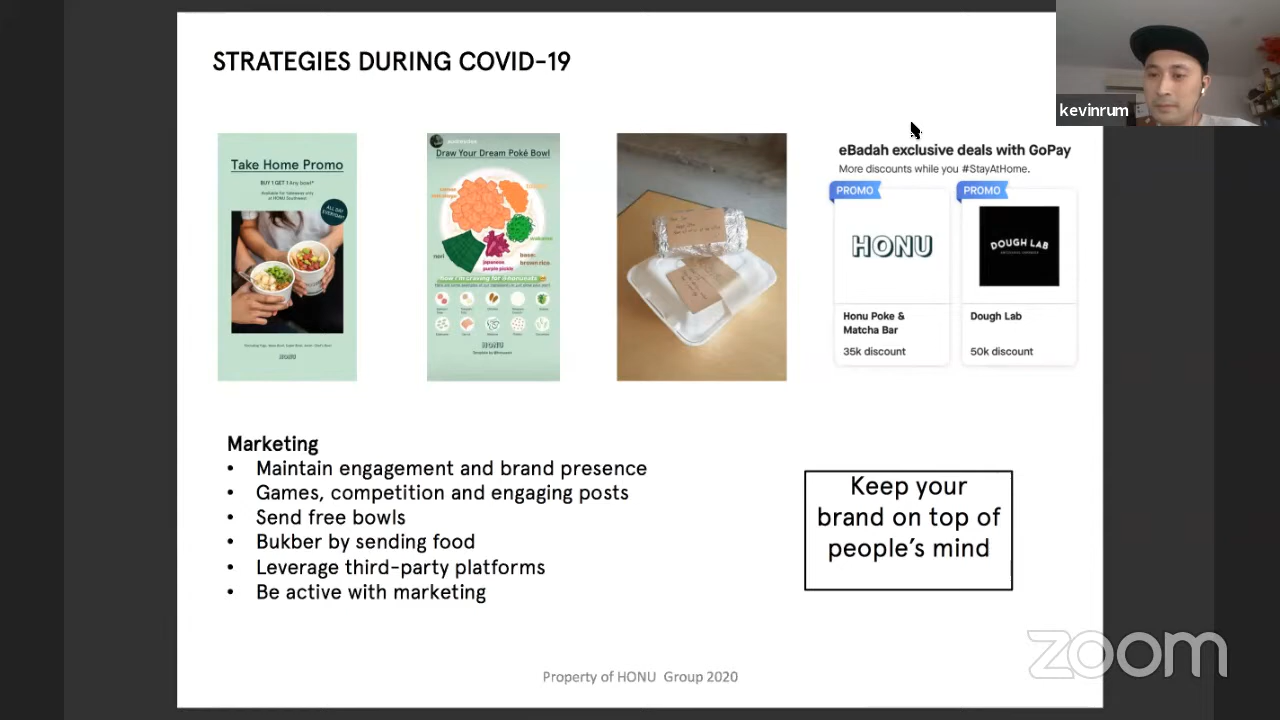 STRATEGIES DURING COVID-19
kevinrum
Take Home Promo
BUY 1 GET 1 Any bowl*
Available for takeaway only
ALL DAY
EVERYDAY
HONU
Draw Your Dream Poké Bowl
nori
japanese
purple pickle
base:
brown rice
HONU
eBadah exclusive deals with GoPay
More discounts while you #StayAtHome.
PROMO
PROMO
HONU
DOUGH LAB
Honu Poke &
Matcha Bar
35k discount
Dough Lab
50k discount
Marketing
• Maintain engagement and brand presence
• Games, competition and engaging posts
• Send free bowls
• Bukber by sending food
• Leverage third-party platforms
• Be active with marketing
Keep your
brand on top of
people's mind
Property of HONU Group 2020
zoom